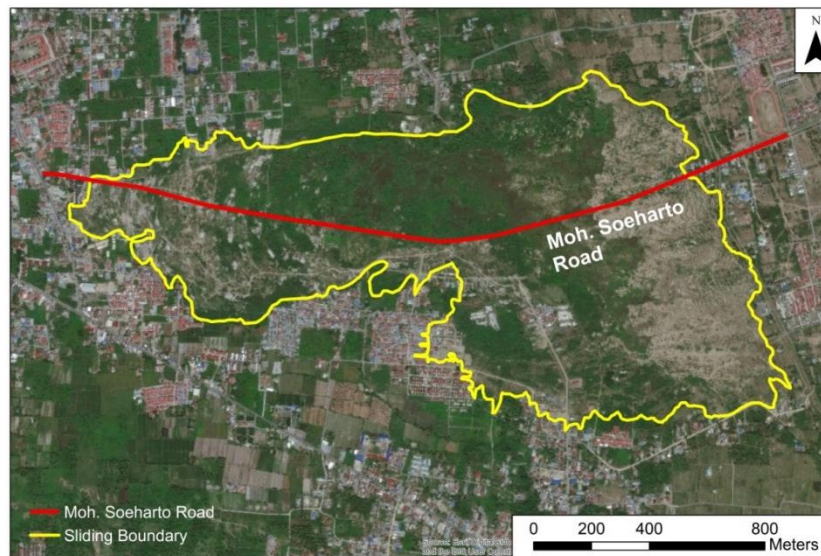 N
Moh. Soeharto
Road
Moh. Soeharto Road
Sliding Boundary
0 200 400 800
Meters